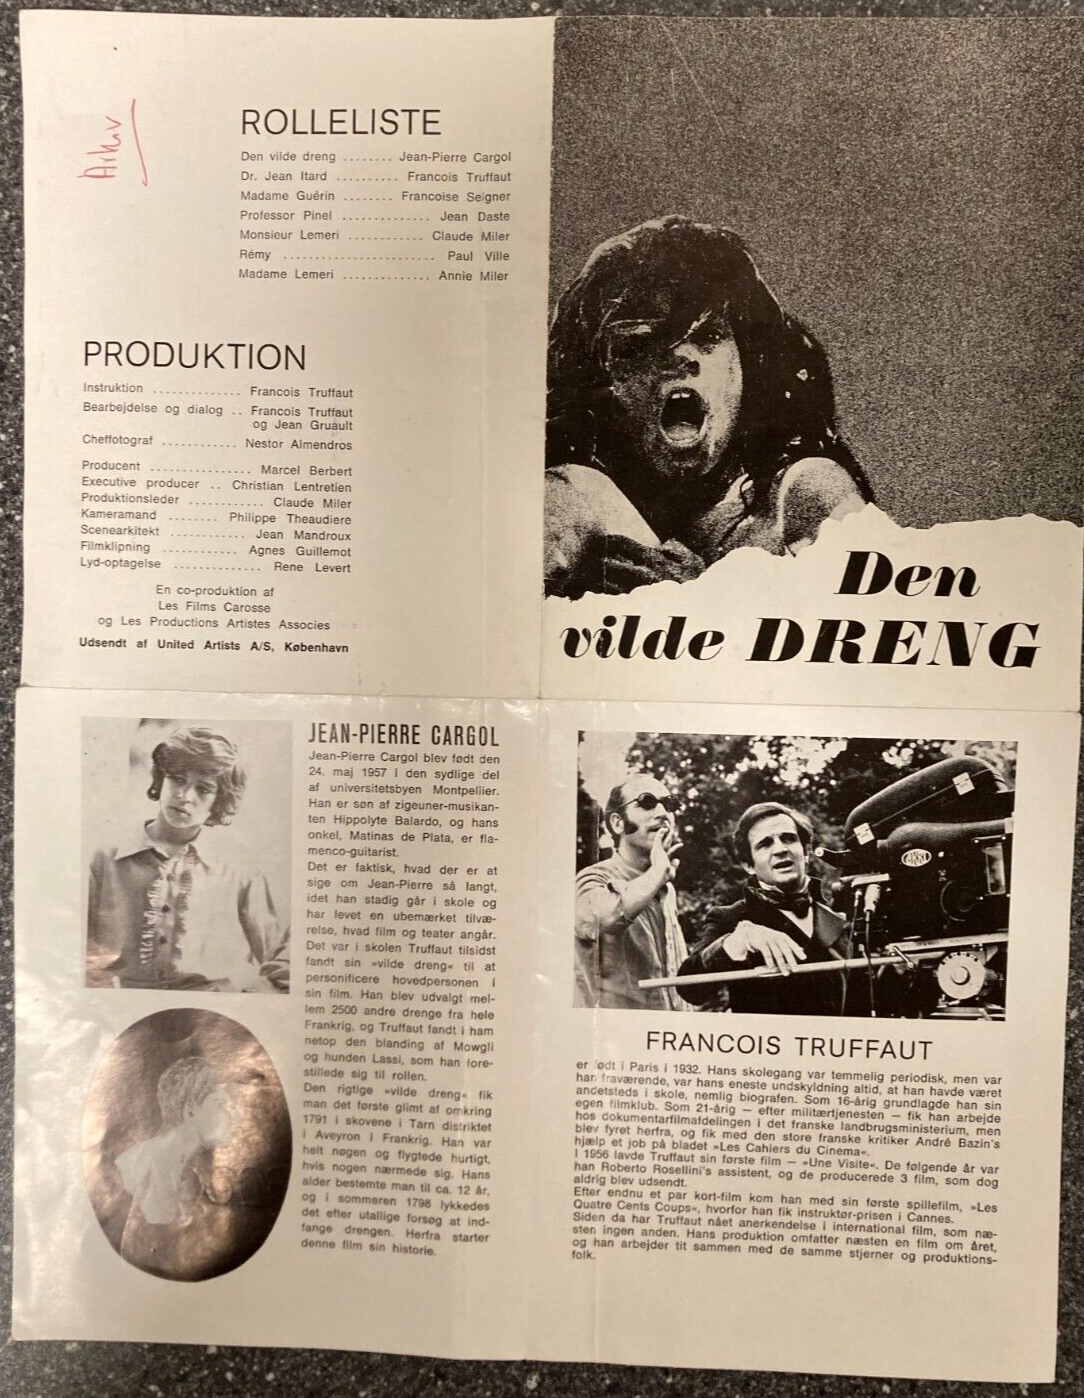 Arkiv
ROLLELISTE
Den vilde dreng ........ Jean-Pierre Cargol
Dr. Jean Itard .......... Francois Truffaut
Madame Guérin ........ Francoise Seigner
Professor Pinel .............. Jean Daste
Monsieur Lemeri ............ Claude Miler
Rémy ........................ Paul Ville
Madame Lemeri .............. Annie Miler
PRODUKTION
Instruktion .............. Francois Truffaut
Bearbejdelse og dialog .. Francois Truffaut
og Jean Gruault
Cheffotograf ............ Nestor Almendros
Producent ................ Marcel Berbert
Executive producer .. Christian Lentretien
Produktionsleder ............ Claude Miler
Kameramand ........ Philippe Theaudiere
Scenearkitekt ............ Jean Mandroux
Filmklipning ............ Agnes Guillemot
Lyd-optagelse .............. Rene Levert
En co-produktion af
Les Films Carosse
og Les Productions Artistes Associes
Udsendt af United Artists A/S, København
Den
vilde DRENG
JEAN-PIERRE CARGOL
Jean-Pierre Cargol blev født den
24. maj 1957 i den sydlige del
af universitetsbyen Montpellier.
Han er søn af zigeuner-musikan-
ten Hippolyte Balardo, og hans
onkel, Matinas de Plata, er fla-
menco-guitarist.
Det er faktisk, hvad der er at
sige om Jean-Pierre så langt,
idet han stadig går i skole og
har levet en ubemærket tilvæ-
relse, hvad film og teater angår.
Det var i skolen Truffaut tilsidst
fandt sin »vilde dreng« til at
personificere hovedpersonen i
sin film. Han blev udvalgt mel-
lem 2500 andre drenge fra hele
Frankrig, og Truffaut fandt i ham
netop den blanding af Mowgli
og hunden Lassi, som han fore-
stillede sig til rollen.
Den rigtige »vilde dreng« fik
man det første glimt af omkring
1791 i skovene i Tarn distriktet
i Aveyron i Frankrig. Han var
helt nøgen og flygtede hurtigt,
hvis nogen nærmede sig. Hans
alder bestemte man til ca. 12 år,
og i sommeren 1798 lykkedes
det efter utallige forsøg at ind-
fange drengen. Herfra starter
denne film sin historie.
ARRI
FRANCOIS TRUFFAUT
er født i Paris i 1932. Hans skolegang var temmelig periodisk, men var
han fraværende, var hans eneste undskyldning altid, at han havde været
andetsteds i skole, nemlig biografen. Som 16-årig grundlagde han sin
egen filmklub. Som 21-årig — efter militærtjenesten — fik han arbejde
hos dokumentarfilmafdelingen i det franske landbrugsministerium, men
blev fyret herfra, og fik med den store franske kritiker André Bazin's
hjælp et job på bladet »Les Cahiers du Cinema«.
I 1956 lavde Truffaut sin første film — »Une Visite«. De følgende år var
han Roberto Rosellini's assistent, og de producerede 3 film, som dog
aldrig blev udsendt.
Efter endnu et par kort-film kom han med sin første spillefilm, »Les
Quatre Cents Coups«, hvorfor han fik instruktør-prisen i Cannes.
Siden da har Truffaut nået anerkendelse i international film, som næ-
sten ingen anden. Hans produktion omfatter næsten en film om året,
og han arbejder tit sammen med de samme stjerner og produktions-
folk.